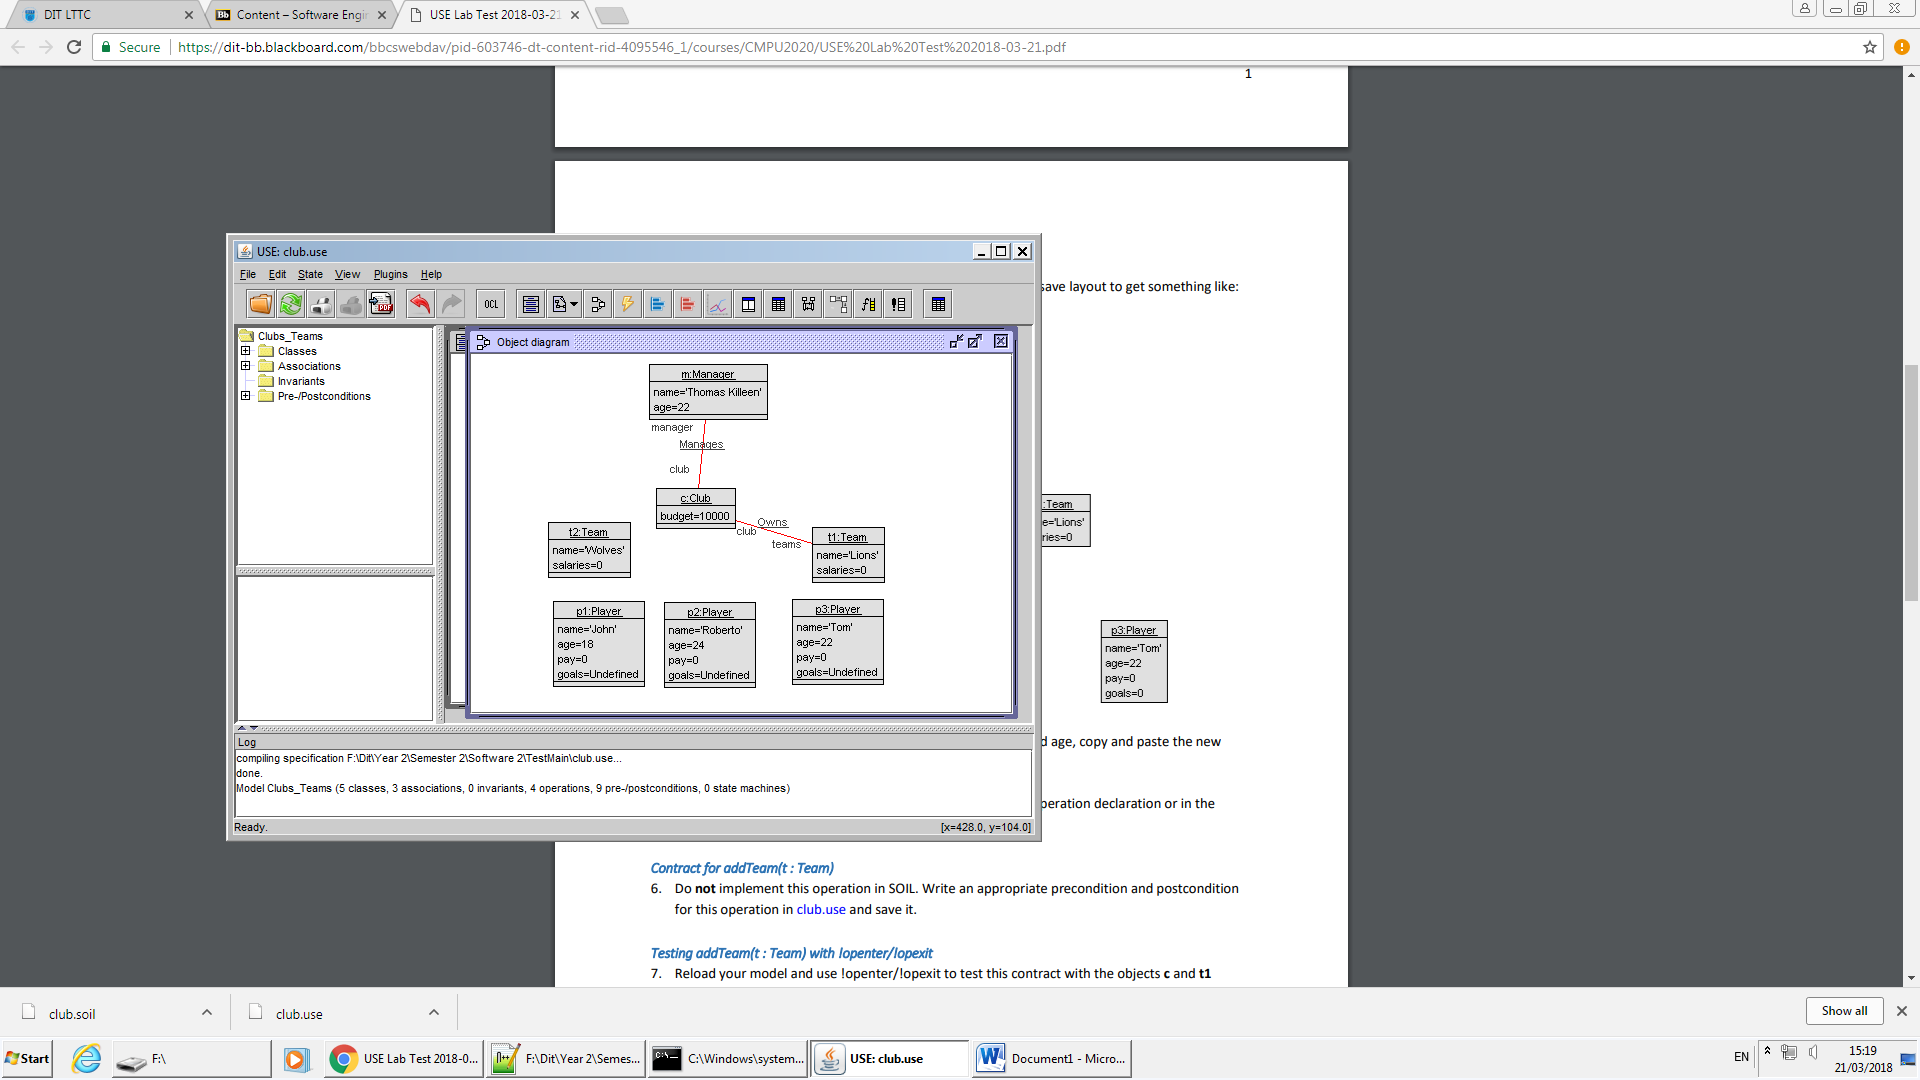 DIT LTTC
Content – Software Engi
USE Lab Test 2018-03-21
Secure
https://dit-bb.blackboard.com/bbcswebdav/pid-603746-dt-content-rid-4095546_1/courses/CMPU2020/USE%20Lab%20Test%202018-03-21.pdf
1
USE: club.use
File Edit State View Plugins Help
OCL
save layout to get something like:
Clubs_Teams
Classes
Associations
Invariants
Pre-/Postconditions
Object diagram
m:Manager
name='Thomas Killeen'
age=22
manager
Manages
club
c:Club
budget=10000
Owns
club
teams
t2:Team
name='Wolves'
salaries=0
t1:Team
name='Lions'
salaries=0
p1:Player
name='John'
age=18
pay=0
goals=Undefined
p2:Player
name='Roberto'
age=24
pay=0
goals=Undefined
p3:Player
name='Tom'
age=22
pay=0
goals=Undefined
:Team
e='Lions'
ries=0
p3:Player
name='Tom'
age=22
pay=0
goals=0
Log
compiling specification F:\Dit\Year 2\Semester 2\Software 2\TestMain\club.use...
done.
Model Clubs_Teams (5 classes, 3 associations, 0 invariants, 4 operations, 9 pre-/postconditions, 0 state machines)
Ready.
[x=428.0, y=104.0]
d age, copy and paste the new
peration declaration or in the
Contract for addTeam(t : Team)
6. Do not implement this operation in SOIL. Write an appropriate precondition and postcondition
for this operation in club.use and save it.
Testing addTeam(t : Team) with !openter/!opexit
7. Reload your model and use !openter/!opexit to test this contract with the objects c and t1
club.soil
club.use
Show all
Start
F:\
USE Lab Test 2018-0...
F:\Dit\Year 2\Semes...
C:\Windows\system...
USE: club.use
Document1 - Micro...
EN
15:19
21/03/2018